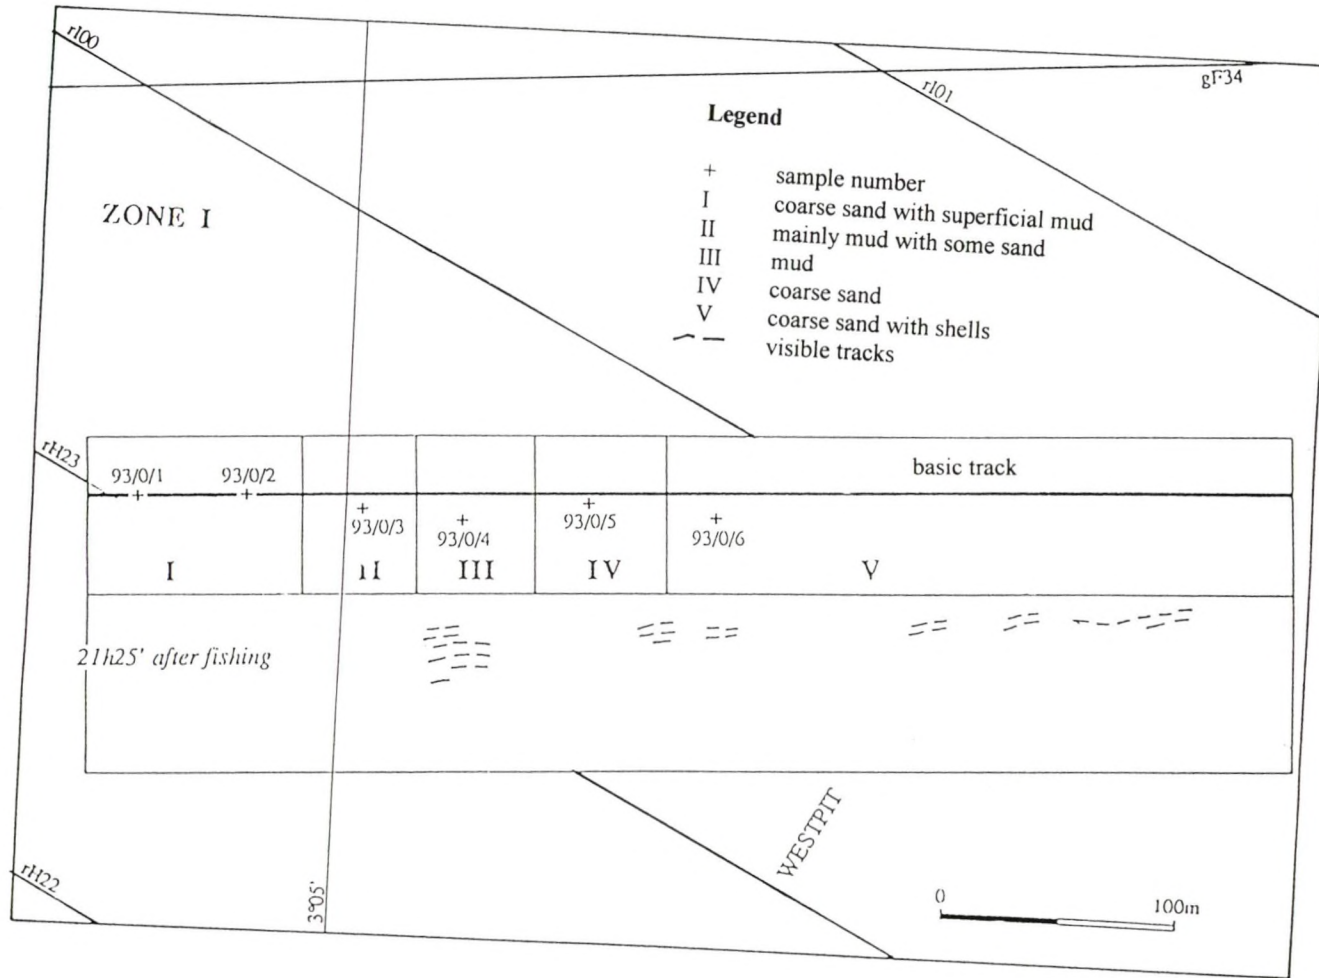 rI00
rI01
gF34
Legend
+ sample number
I coarse sand with superficial mud
II mainly mud with some sand
III mud
IV coarse sand
V coarse sand with shells
visible tracks
ZONE I
rH23
93/0/1 93/0/2
basic track
93/0/3 93/0/4 93/0/5 93/0/6
I II III IV V
21h25' after fishing
WESTPIT
rH22
3°05'
0 100m